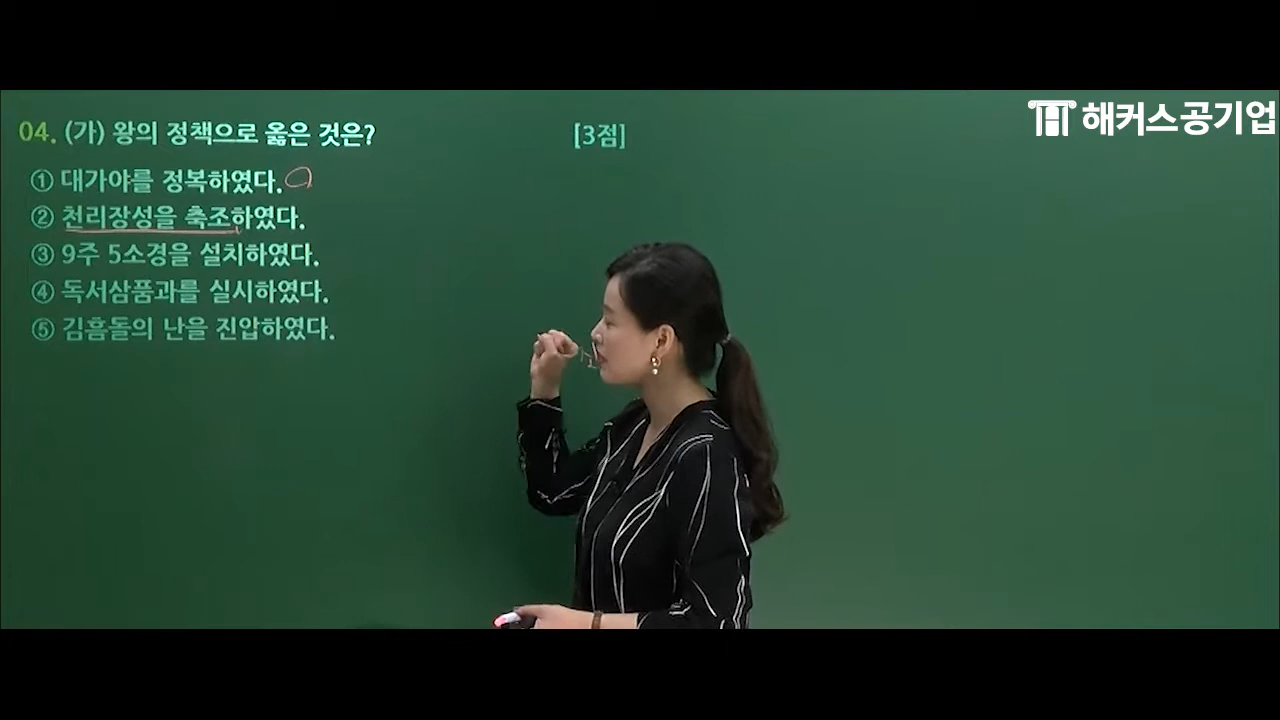 해커스공기업
04. (가) 왕의 정책으로 옳은 것은? [3점]
① 대가야를 정복하였다.
② 천리장성을 축조하였다.
③ 9주 5소경을 설치하였다.
④ 독서삼품과를 실시하였다.
⑤ 김흠돌의 난을 진압하였다.